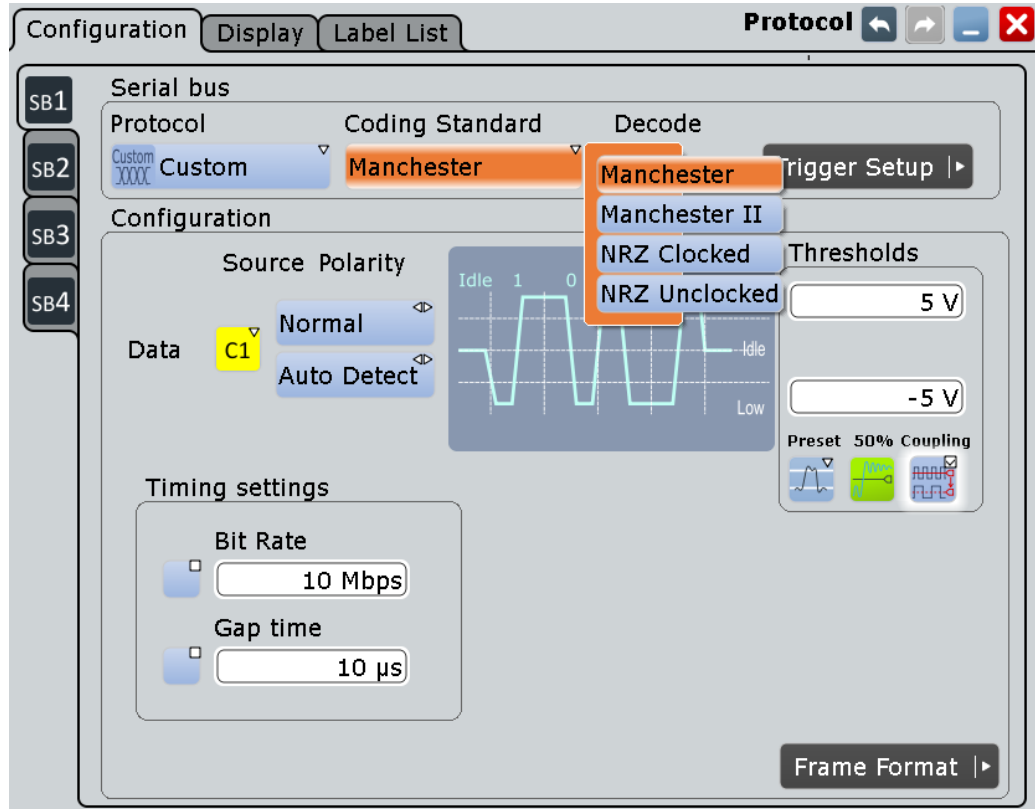 Configuration Display Label List Protocol
SB1
SB2
SB3
SB4
Serial bus
Protocol Coding Standard Decode
Custom XXXX Custom Manchester Trigger Setup
Manchester
Manchester II
NRZ Clocked
NRZ Unclocked
Configuration
Source Polarity
Data C1 Normal
Auto Detect
Idle 1 0
Idle
Low
Thresholds
5 V
-5 V
Preset 50% Coupling
Timing settings
Bit Rate
10 Mbps
Gap time
10 µs
Frame Format